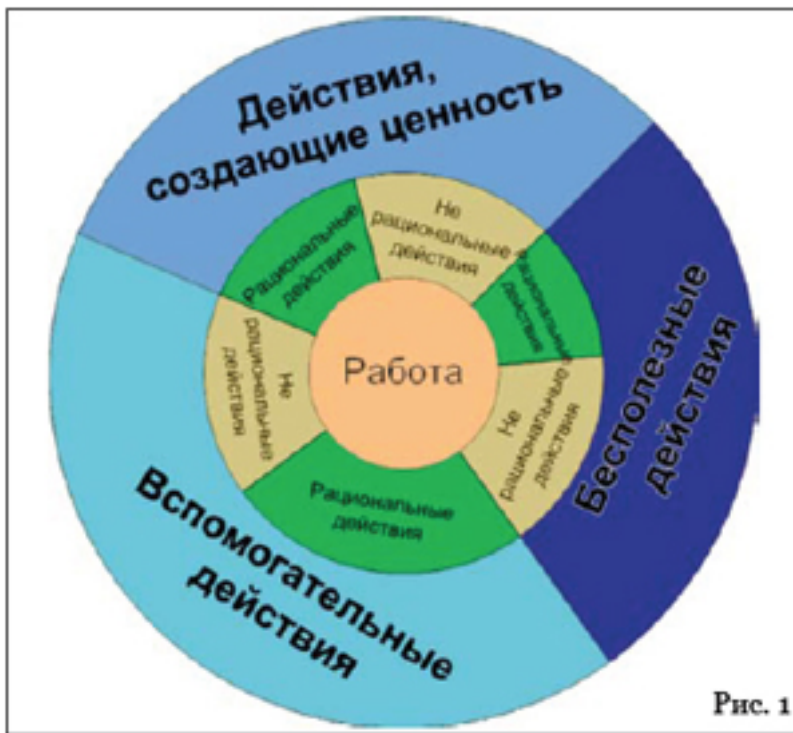 Действия,
создающие ценность
Не
рациональные
действия
Рациональные
действия
Рациональные
действия
Не
рациональные
действия
Работа
Бесполезные
действия
Не
рациональные
действия
Рациональные
действия
Вспомогательные
действия
Рис. 1